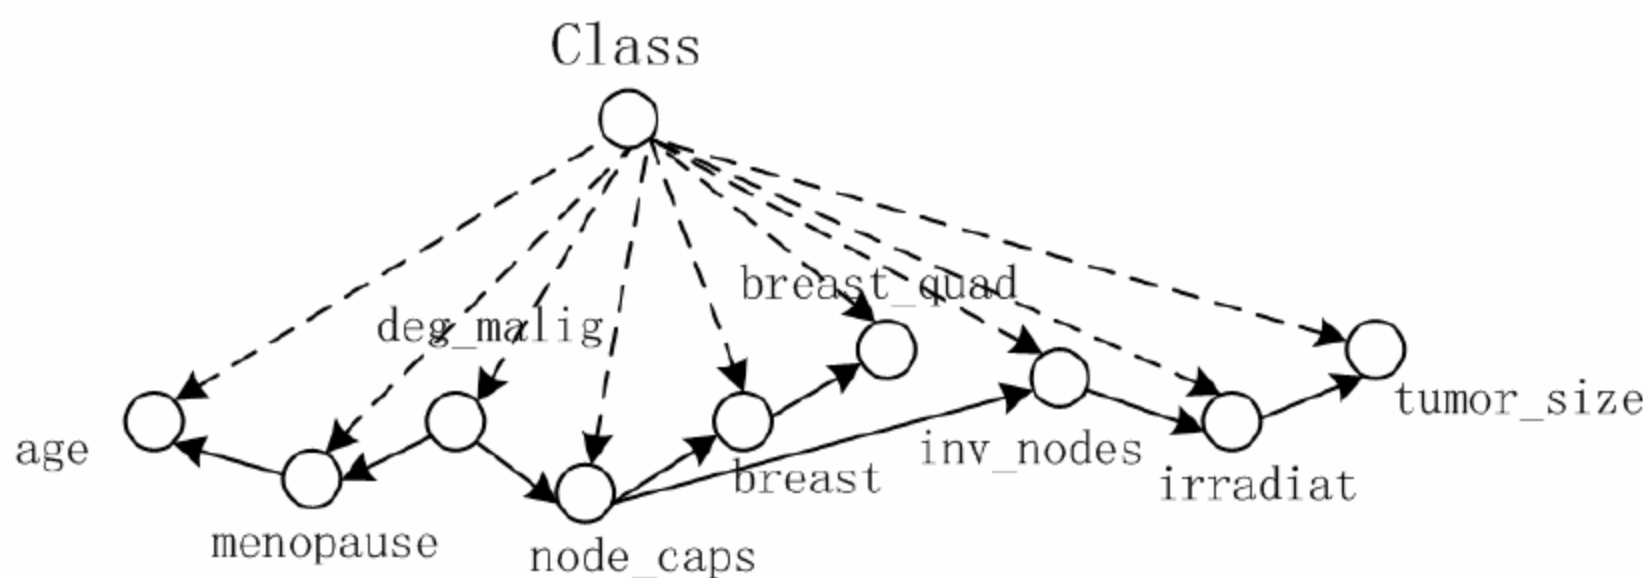 Class
breast_quad
deg_malig
tumor_size
age
inv_nodes
breast
irradiat
menopause
node_caps